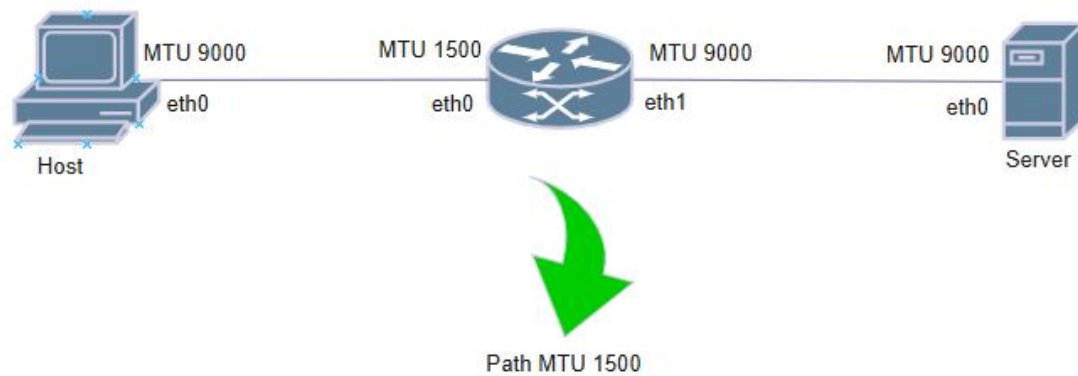 MTU 9000
MTU 1500
MTU 9000
MTU 9000
eth0
eth0
eth1
eth0
Host
Server
Path MTU 1500